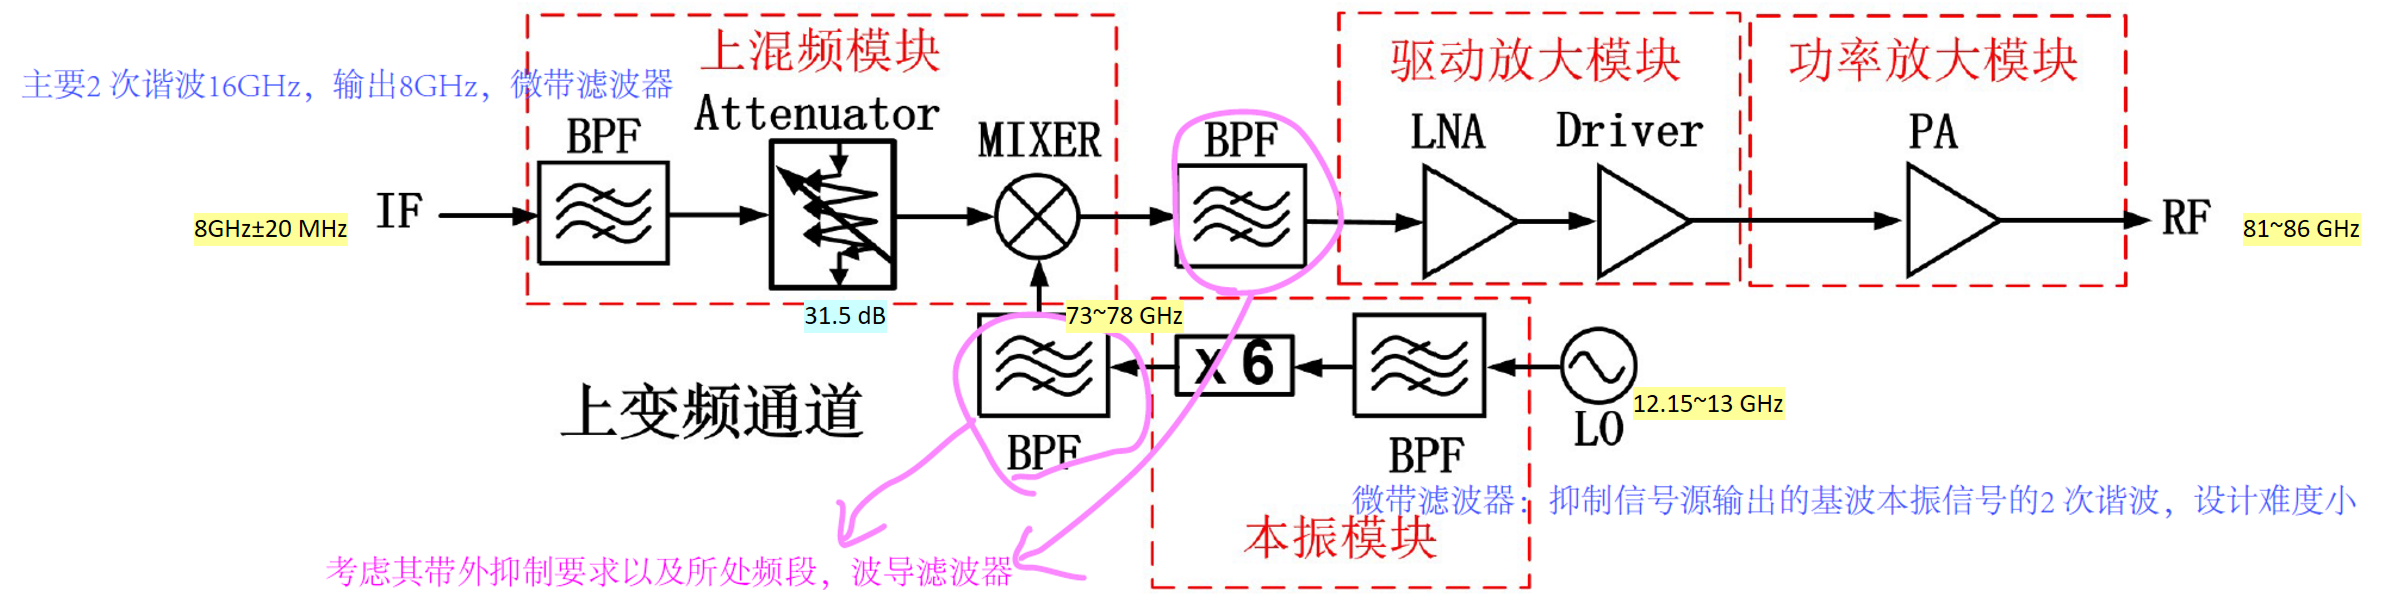 上混频模块
驱动放大模块
功率放大模块
主要2 次谐波16GHz，输出8GHz，微带滤波器
BPF
Attenuator
MIXER
BPF
LNA
Driver
PA
IF
8GHz±20 MHz
RF
81~86 GHz
31.5 dB
73~78 GHz
X 6
12.15~13 GHz
LO
上变频通道
BPF
BPF
微带滤波器：抑制信号源输出的基波本振信号的2 次谐波，设计难度小
本振模块
考虑其带外抑制要求以及所处频段，波导滤波器